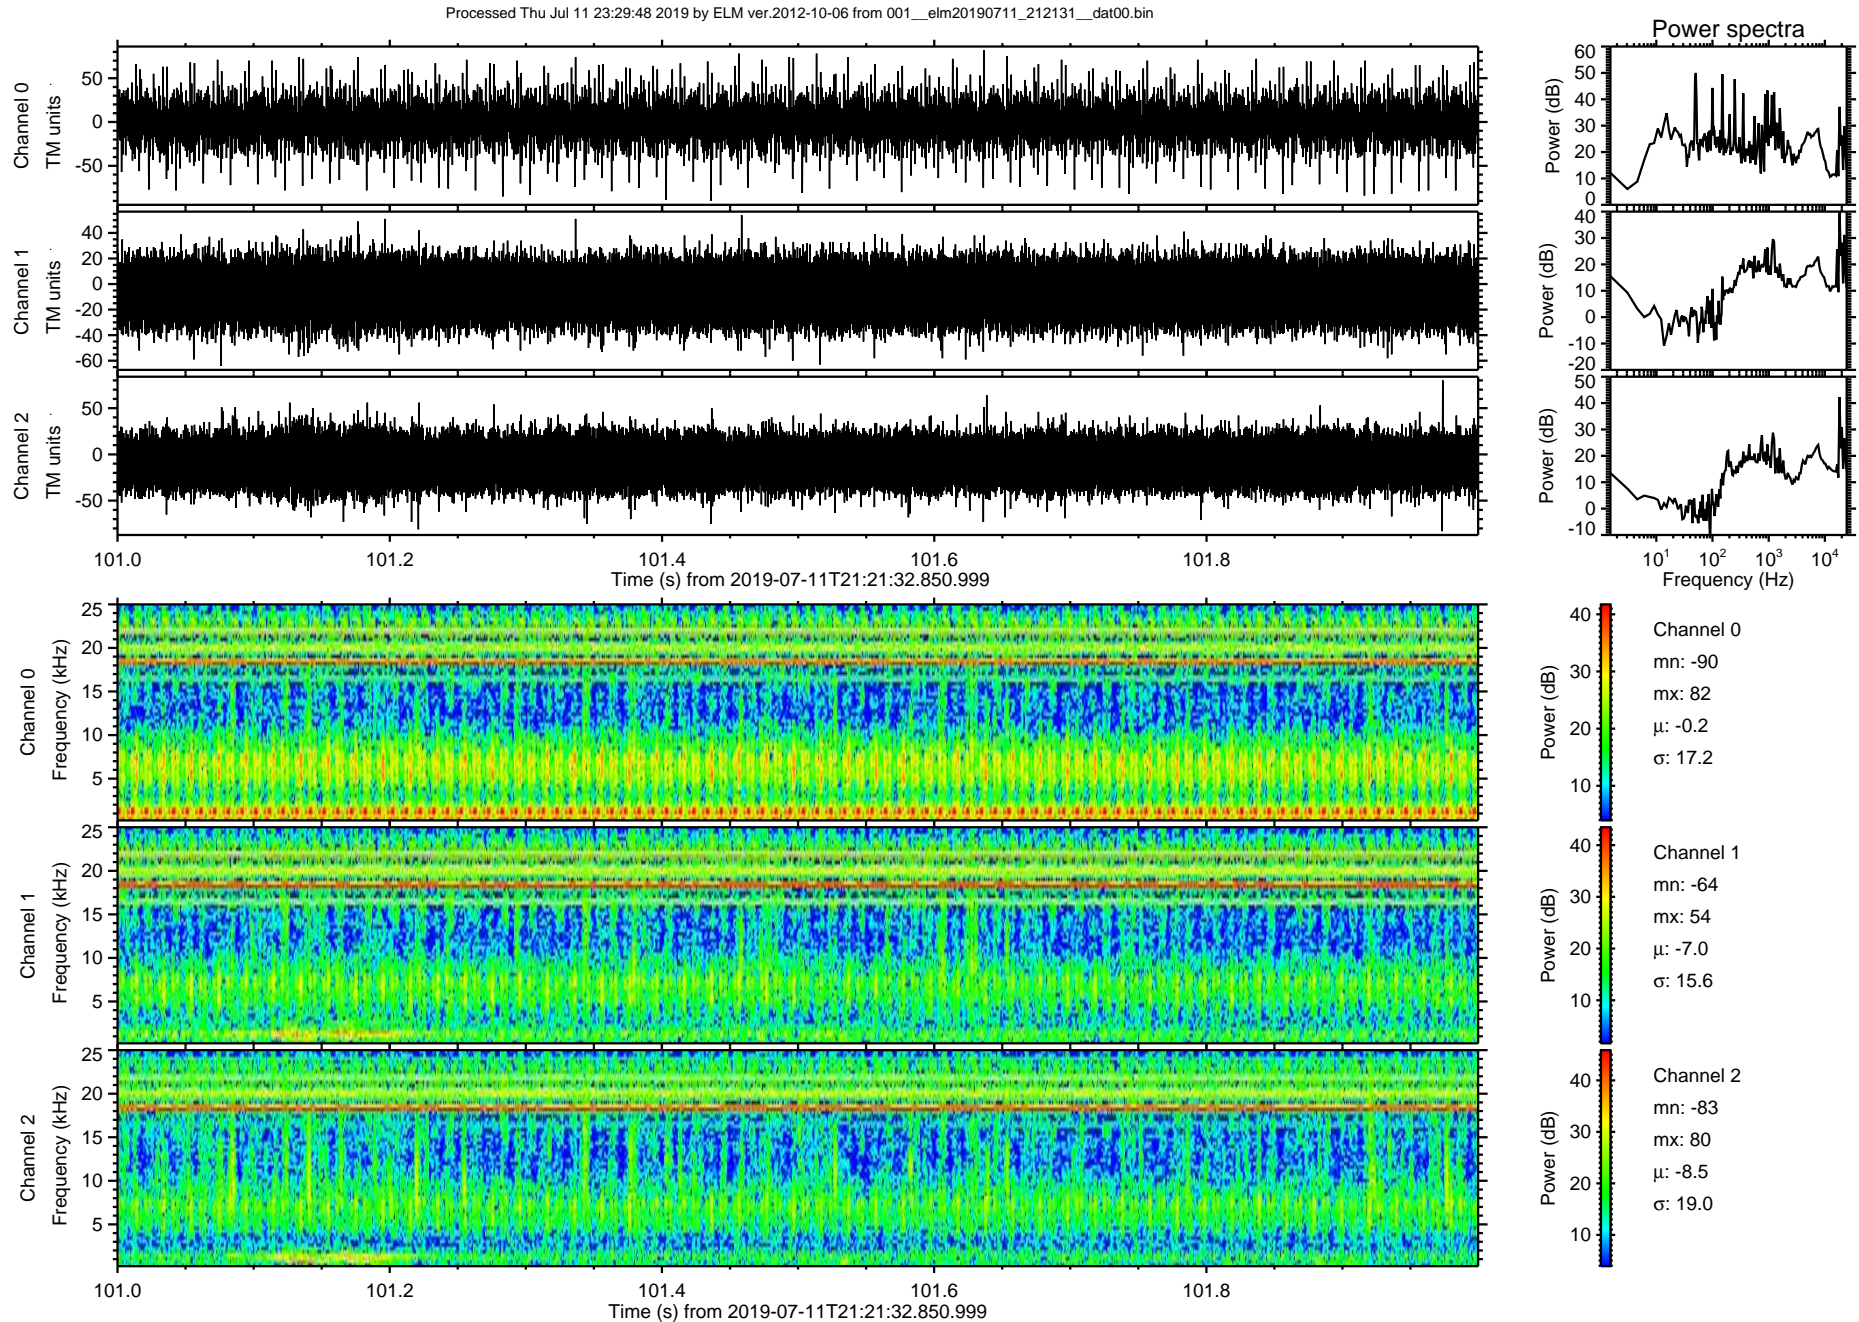 Processed Thu Jul 11 23:29:48 2019 by ELM ver.2012-10-06 from 001__elm20190711_212131__dat00.bin
Power spectra
Channel 0
TM units
50
0
-50
Power (dB)
60
50
40
30
20
10
0
Channel 1
TM units
40
20
0
-20
-40
-60
Power (dB)
40
30
20
10
0
-10
-20
Channel 2
TM units
50
0
-50
Power (dB)
50
40
30
20
10
0
-10
101.0 101.2 101.4 101.6 101.8
Time (s) from 2019-07-11T21:21:32.850.999
10¹ 10² 10³ 10⁴
Frequency (Hz)
Channel 0
Frequency (kHz)
25
20
15
10
5
Power (dB)
40
30
20
10
Channel 0
mn: -90
mx: 82
μ: -0.2
σ: 17.2
Channel 1
Frequency (kHz)
25
20
15
10
5
Power (dB)
40
30
20
10
Channel 1
mn: -64
mx: 54
μ: -7.0
σ: 15.6
Channel 2
Frequency (kHz)
25
20
15
10
5
Power (dB)
40
30
20
10
Channel 2
mn: -83
mx: 80
μ: -8.5
σ: 19.0
101.0 101.2 101.4 101.6 101.8
Time (s) from 2019-07-11T21:21:32.850.999